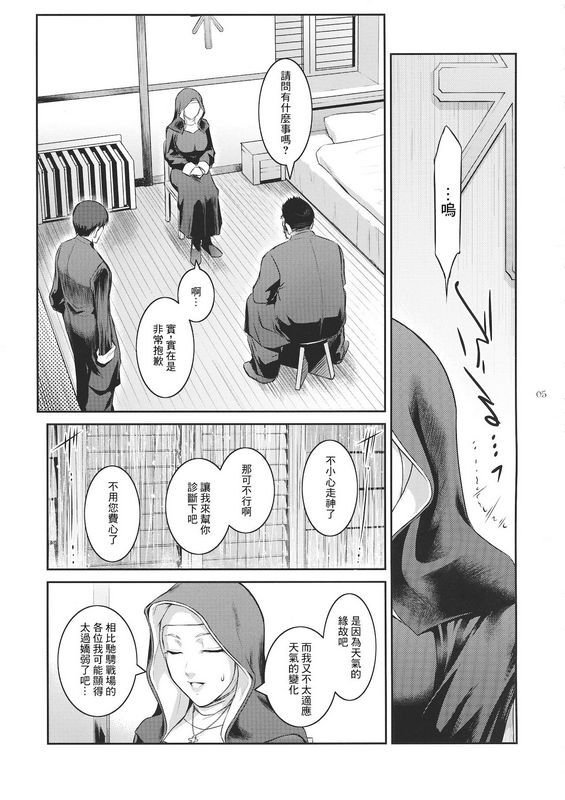 …嗚
請問有什麼事嗎？
啊…
實，實在是
非常抱歉
不小心走神了
那可不行啊
讓我來幫你
診斷下吧
不用您費心了
是因為天氣的
緣故吧
而我又不太適應
天氣的變化
相比馳騁戰場的
各位我可能顯得
太過嬌弱了吧…
05